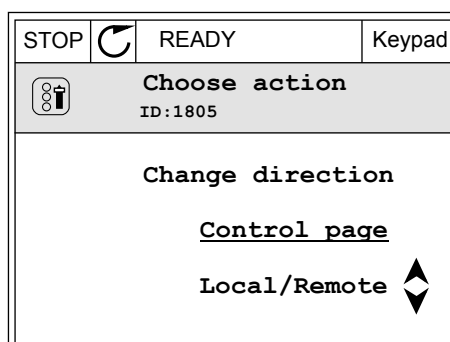 STOP READY Keypad
Choose action
ID:1805
Change direction
Control page
Local/Remote